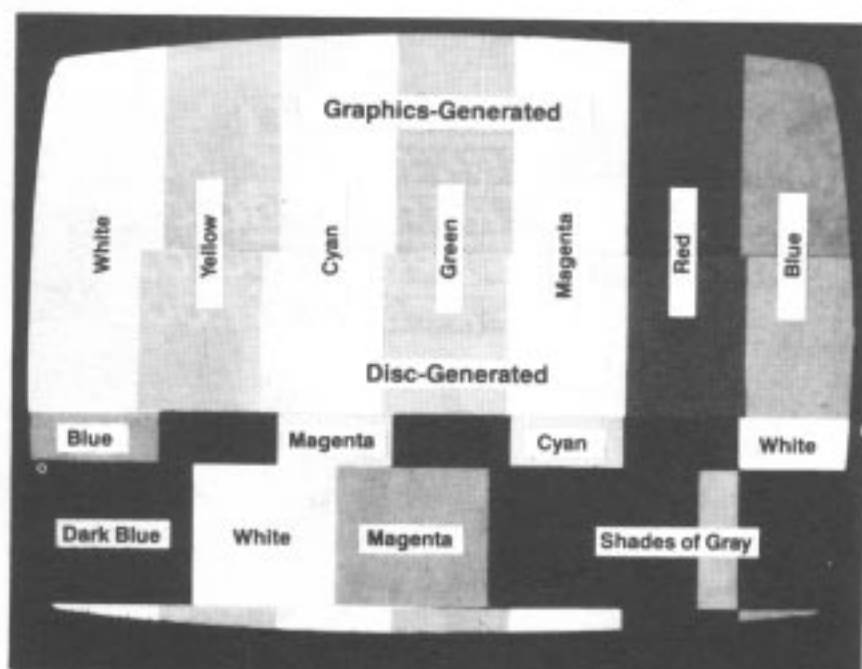 Graphics-Generated
White
Yellow
Cyan
Green
Magenta
Red
Blue
Disc-Generated
Blue
Magenta
Cyan
White
Dark Blue
White
Magenta
Shades of Gray